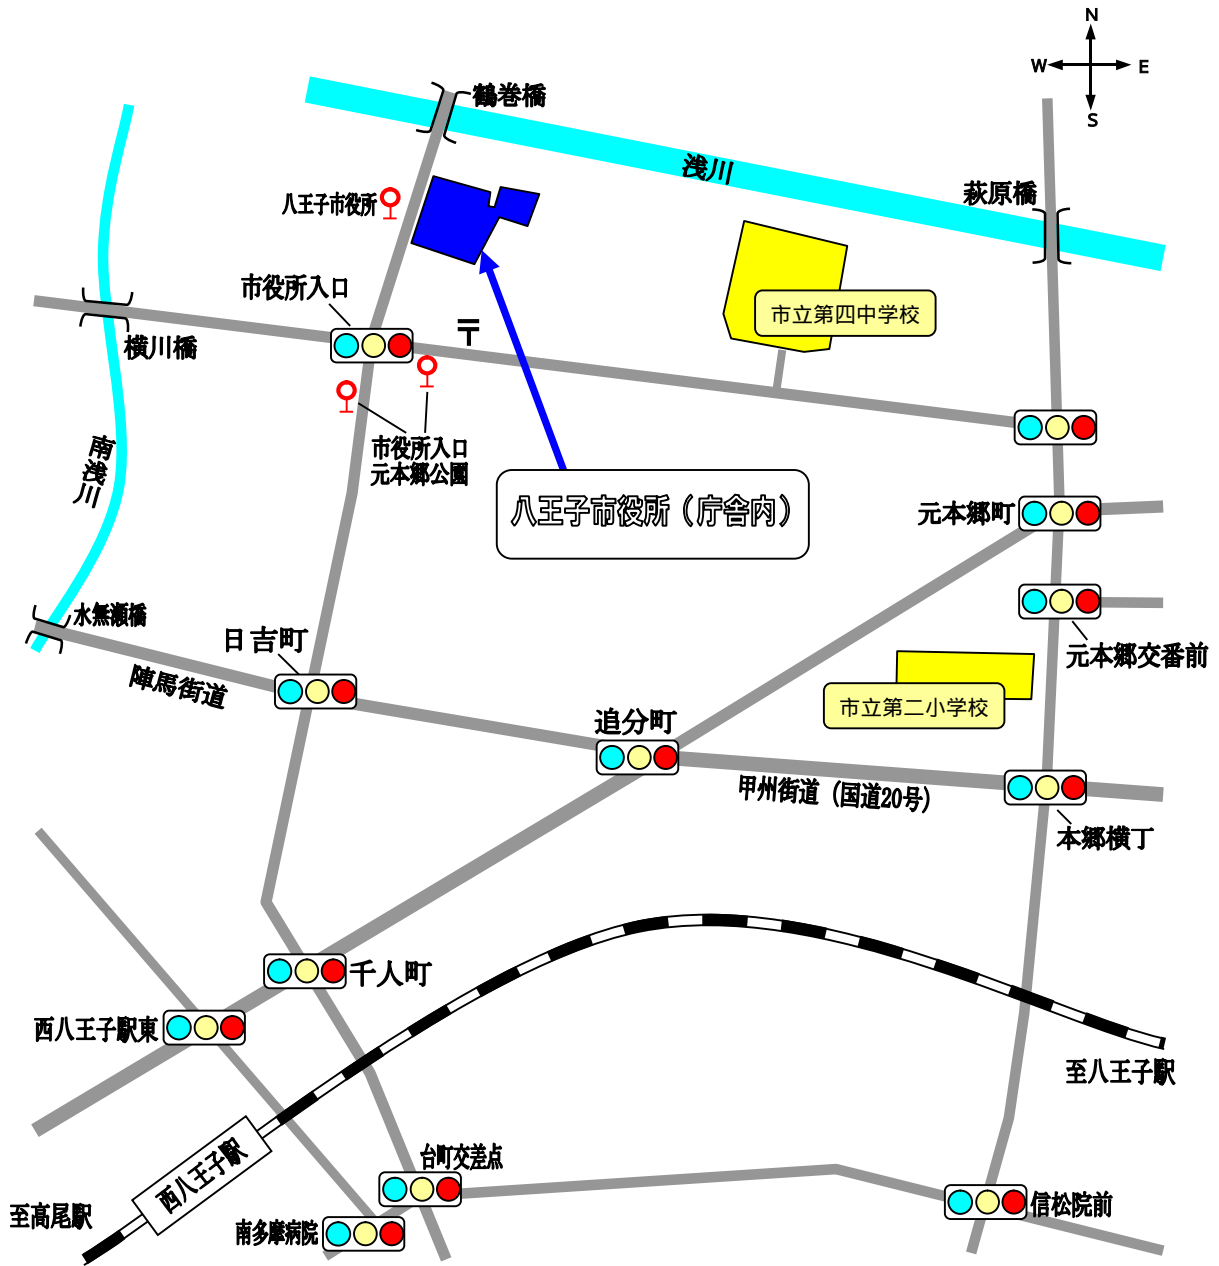 N
W
E
S
鶴巻橋
浅川
萩原橋
八王子市役所
市役所入口
〒
市立第四中学校
横川橋
市役所入口
元本郷公園
南浅川
八王子市役所（庁舎内）
元本郷町
水無瀬橋
日吉町
元本郷交番前
陣馬街道
追分町
市立第二小学校
甲州街道（国道20号）
本郷横丁
千人町
西八王子駅東
至八王子駅
台町交差点
西八王子駅
至高尾駅
南多摩病院
信松院前